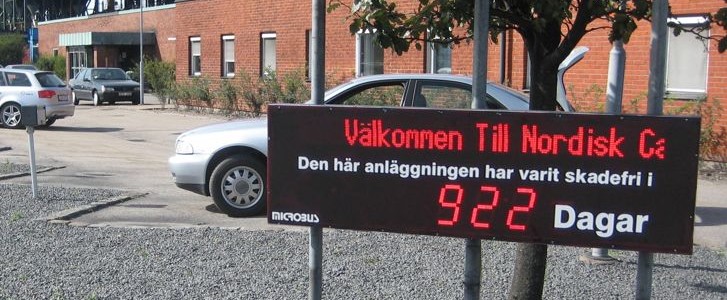 Välkommen Till Nordisk Ca
Den här anläggningen har varit skadefri i
922 Dagar
MICROBUS